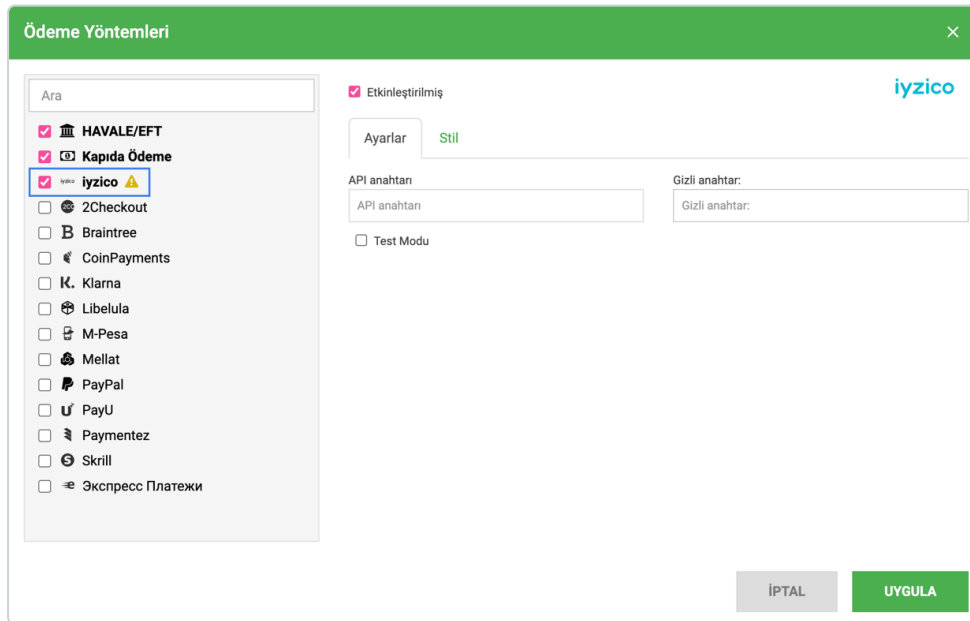 Ödeme Yöntemleri
Ara
HAVALE/EFT
Kapıda Ödeme
iyzico iyzico
2Checkout
Braintree
CoinPayments
Klarna
Libelula
M-Pesa
Mellat
PayPal
PayU
Paymentez
Skrill
Экспресс Платежи
Etkinleştirilmiş
iyzico
Ayarlar Stil
API anahtarı Gizli anahtar:
API anahtarı Gizli anahtar:
Test Modu
İPTAL UYGULA